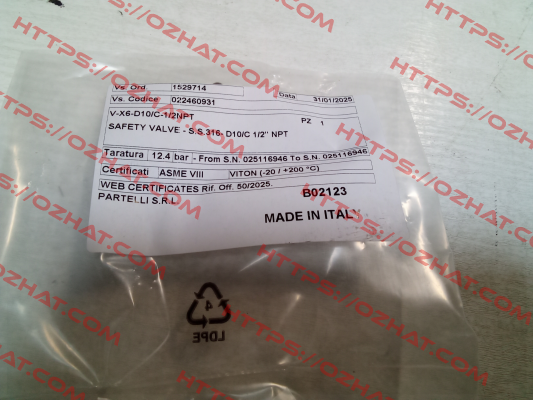 Vs. Ord. 1529714 Data 31/01/2025
Vs. Codice 022460931
V-X6-D10/C-1/2NPT PZ 1
SAFETY VALVE - S.S.316- D10/C 1/2" NPT
Taratura 12.4 bar - From S.N. 025116946 To S.N. 025116946
Certificati ASME VIII VITON (-20 / +200 °C)
WEB CERTIFICATES Rif. Off. 50/2025.
PARTELLI S.R.L. B02123
MADE IN ITALY
4
LDPE
HTTPS://OZHAT.COM